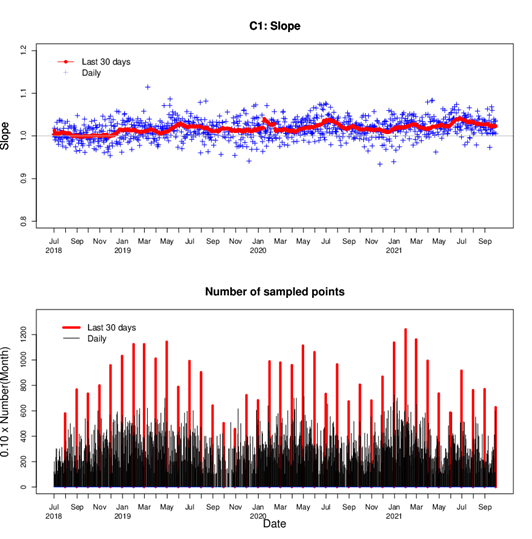 C1: Slope
Slope
1.2
1.1
1.0
0.9
0.8
Last 30 days
Daily
Jul Sep Nov Jan Mar May Jul Sep Nov Jan Mar May Jul Sep Nov Jan Mar May Jul Sep
2018 2019 2020 2021
Number of sampled points
0.10 x Number(Month)
1200
1000
800
600
400
200
0
Last 30 days
Daily
Jul Sep Nov Jan Mar May Jul Sep Nov Jan Mar May Jul Sep Nov Jan Mar May Jul Sep
2018 2019 2020 2021
Date